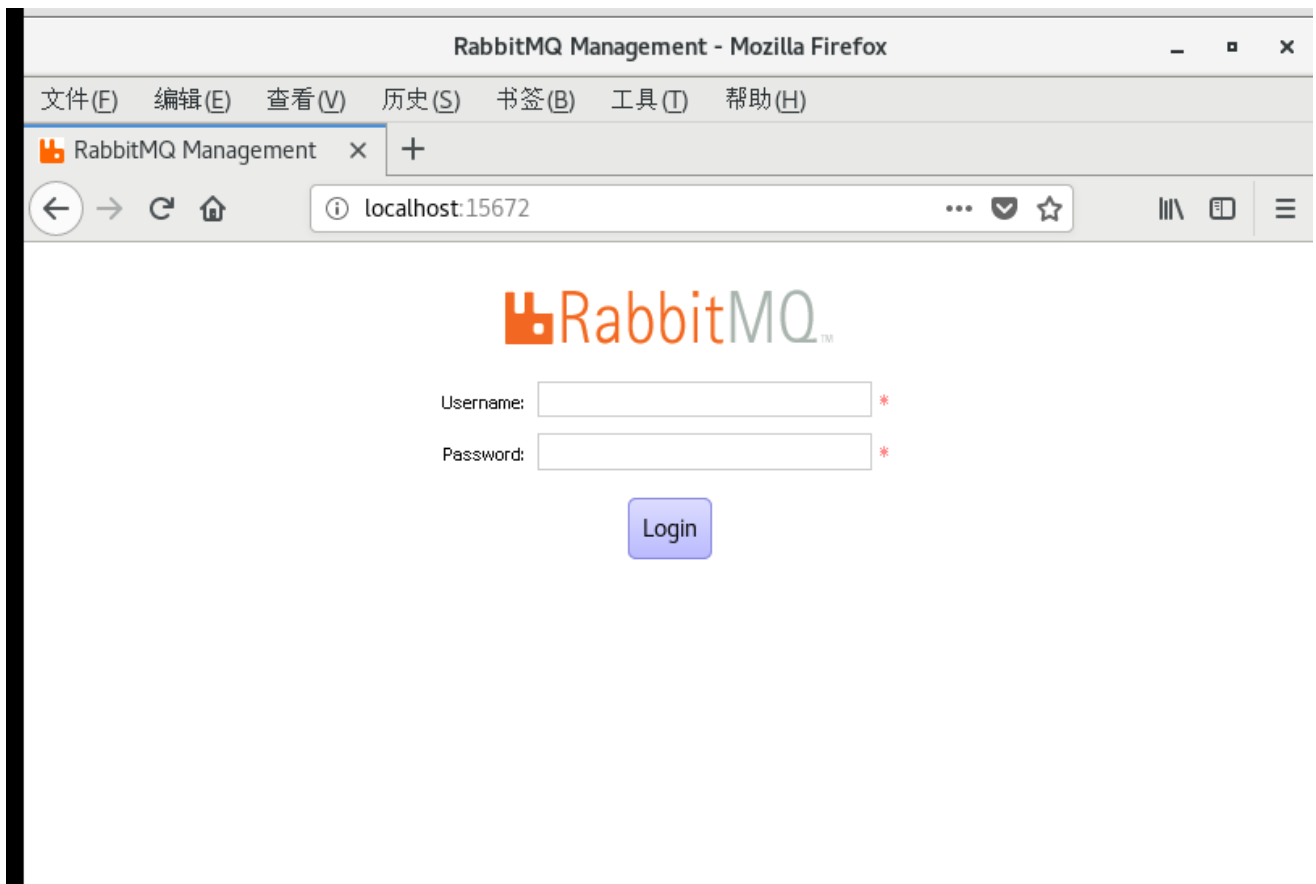 RabbitMQ Management - Mozilla Firefox
文件(F) 编辑(E) 查看(V) 历史(S) 书签(B) 工具(T) 帮助(H)
RabbitMQ Management
localhost:15672
RabbitMQ™
Username: *
Password: *
Login